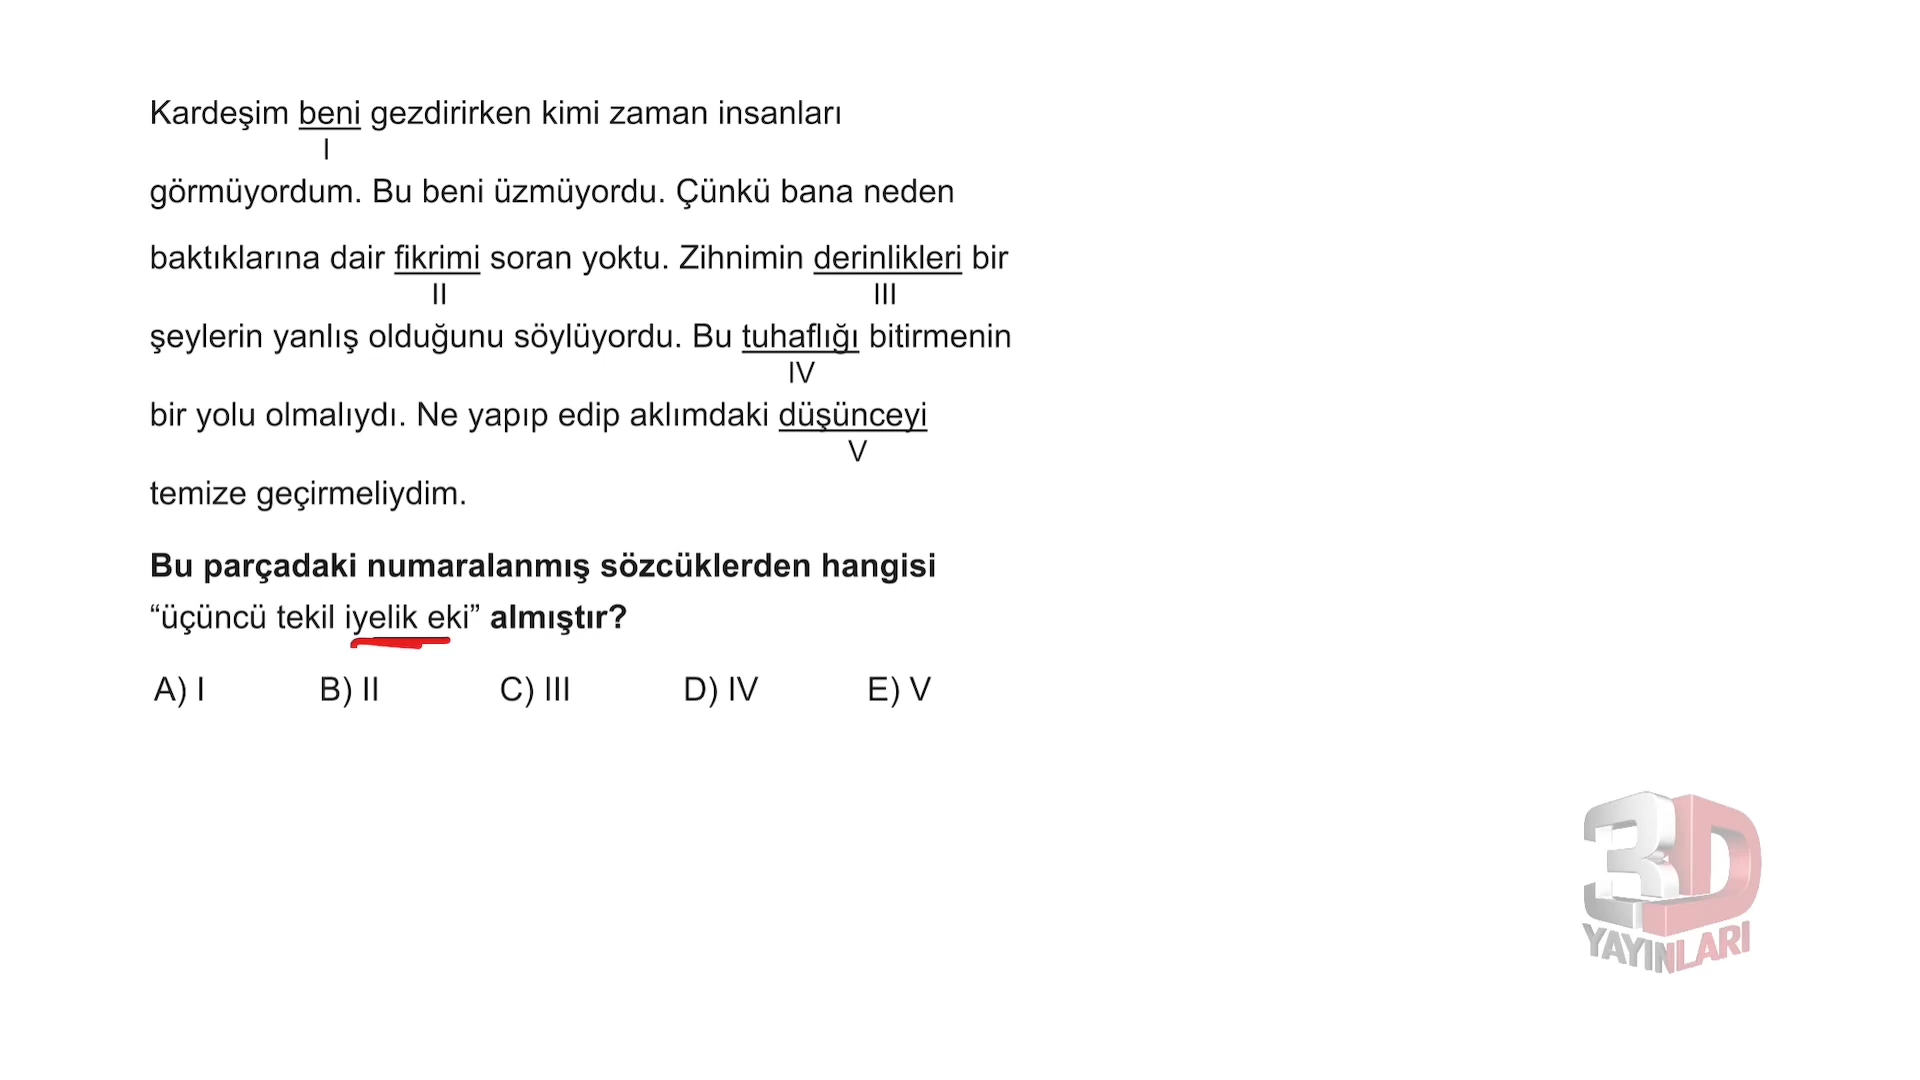 Kardeşim beni gezdirirken kimi zaman insanları
I
görmüyordum. Bu beni üzmüyordu. Çünkü bana neden
baktıklarına dair fikrimi soran yoktu. Zihnimin derinlikleri bir
II III
şeylerin yanlış olduğunu söylüyordu. Bu tuhaflığı bitirmenin
IV
bir yolu olmalıydı. Ne yapıp edip aklımdaki düşünceyi
V
temize geçirmeliydim.
Bu parçadaki numaralanmış sözcüklerden hangisi
“üçüncü tekil iyelik eki” almıştır?
A) I B) II C) III D) IV E) V
3D
YAYINLARI